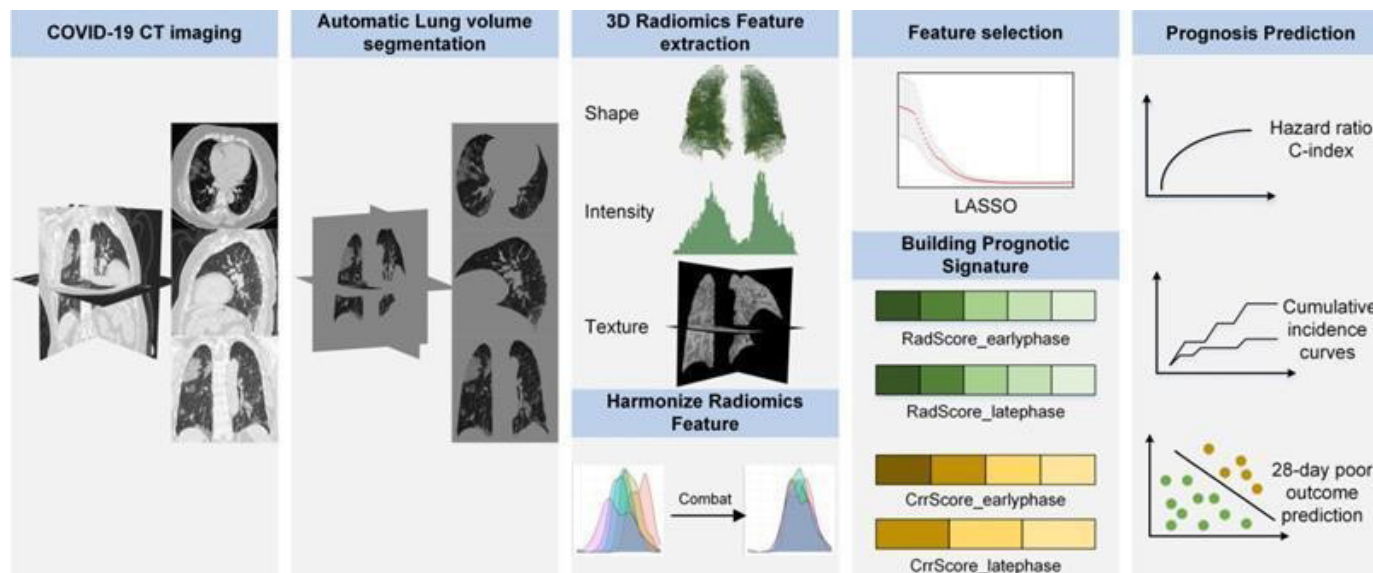 COVID-19 CT imaging
Automatic Lung volume
segmentation
3D Radiomics Feature
extraction
Shape
Intensity
Texture
Harmonize Radiomics
Feature
Combat
Feature selection
LASSO
Building Prognotic
Signature
RadScore_earlyphase
RadScore_latephase
CrrScore_earlyphase
CrrScore_latephase
Prognosis Prediction
Hazard ratio
C-index
Cumulative
incidence
curves
28-day poor
outcome
prediction